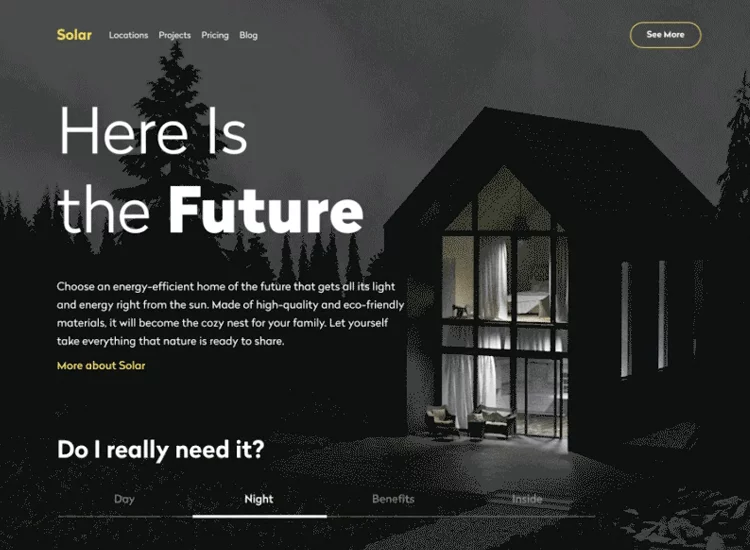 Solar Locations Projects Pricing Blog See More
Here Is
the Future
Choose an energy-efficient home of the future that gets all its light
and energy right from the sun. Made of high-quality and eco-friendly
materials, it will become the cozy nest for your family. Let yourself
take everything that nature is ready to share.
More about Solar
Do I really need it?
Day Night Benefits Inside